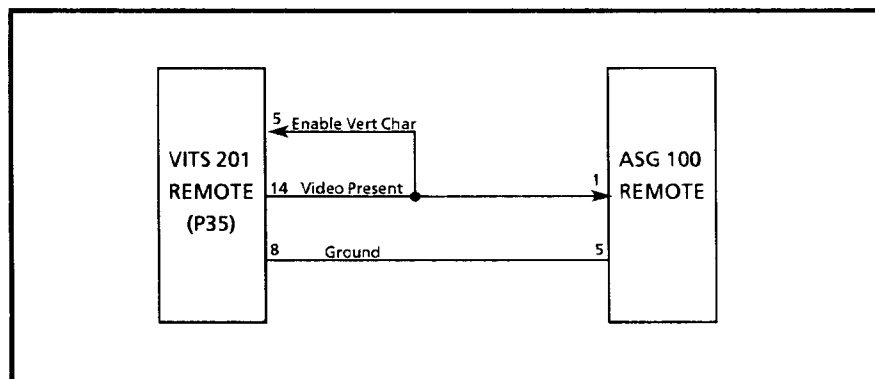 5 Enable Vert Char
VITS 201
REMOTE
(P35)
14 Video Present
1
ASG 100
REMOTE
8 Ground 5